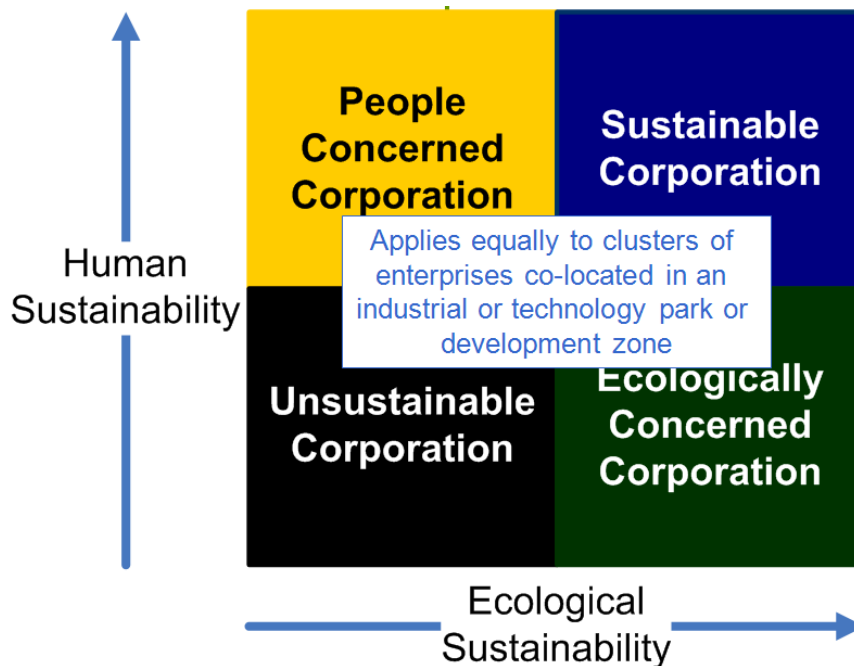 People
Concerned
Corporation
Sustainable
Corporation
Applies equally to clusters of
enterprises co-located in an
industrial or technology park or
development zone
Human
Sustainability
Unsustainable
Corporation
Ecologically
Concerned
Corporation
Ecological
Sustainability